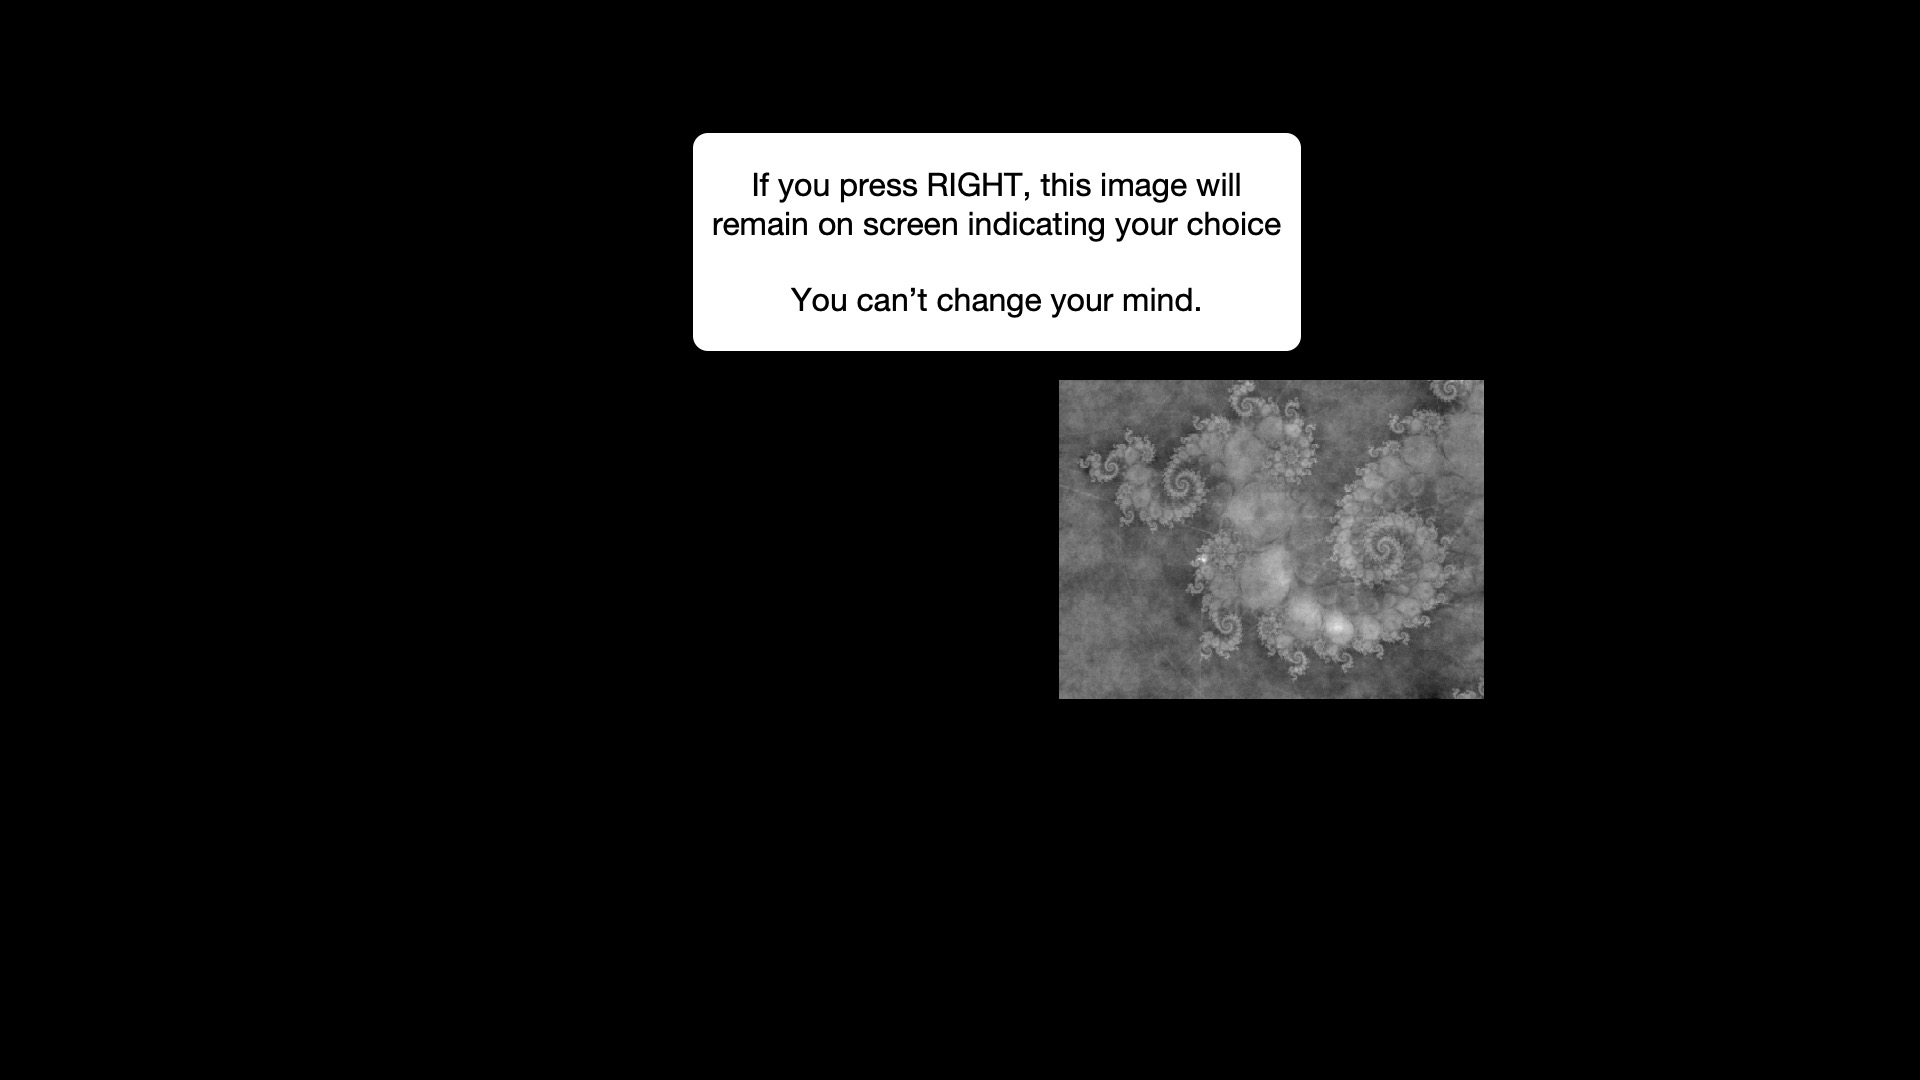 If you press RIGHT, this image will
remain on screen indicating your choice
You can’t change your mind.